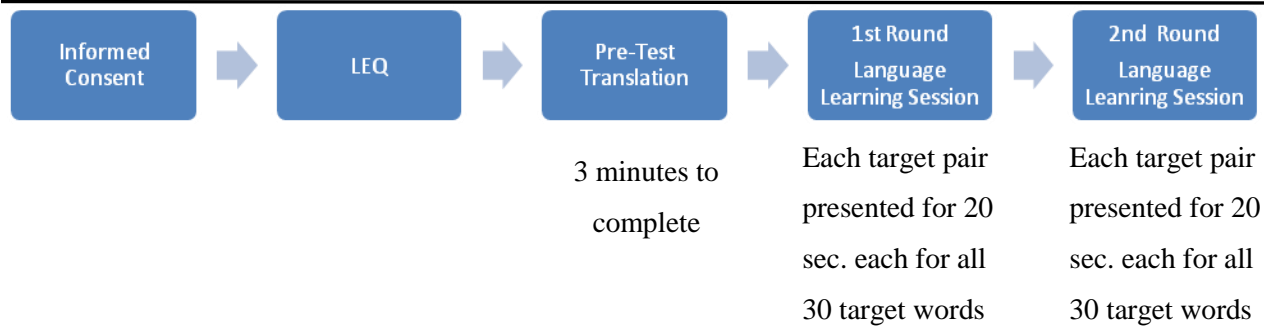 Informed
Consent
LEQ
Pre-Test
Translation
1st Round
Language
Learning Session
2nd Round
Language
Leanring Session
3 minutes to
complete
Each target pair
presented for 20
sec. each for all
30 target words
Each target pair
presented for 20
sec. each for all
30 target words